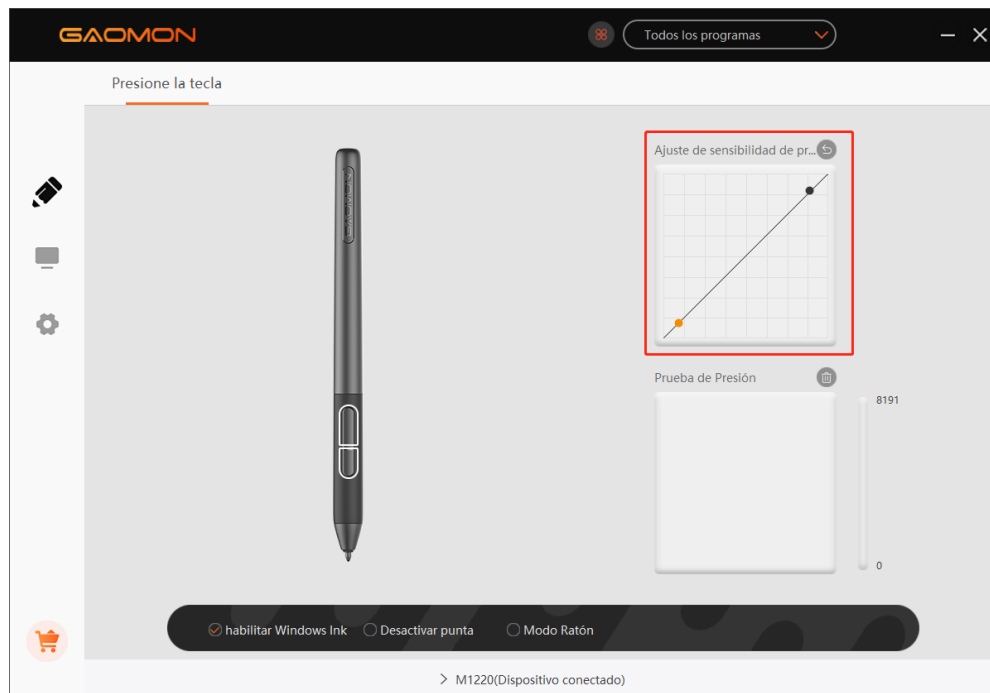 GAOMON
Todos los programas
Presione la tecla
GAOMON
Ajuste de sensibilidad de pr...
Prueba de Presión
8191
0
habilitar Windows Ink
Desactivar punta
Modo Ratón
M1220(Dispositivo conectado)